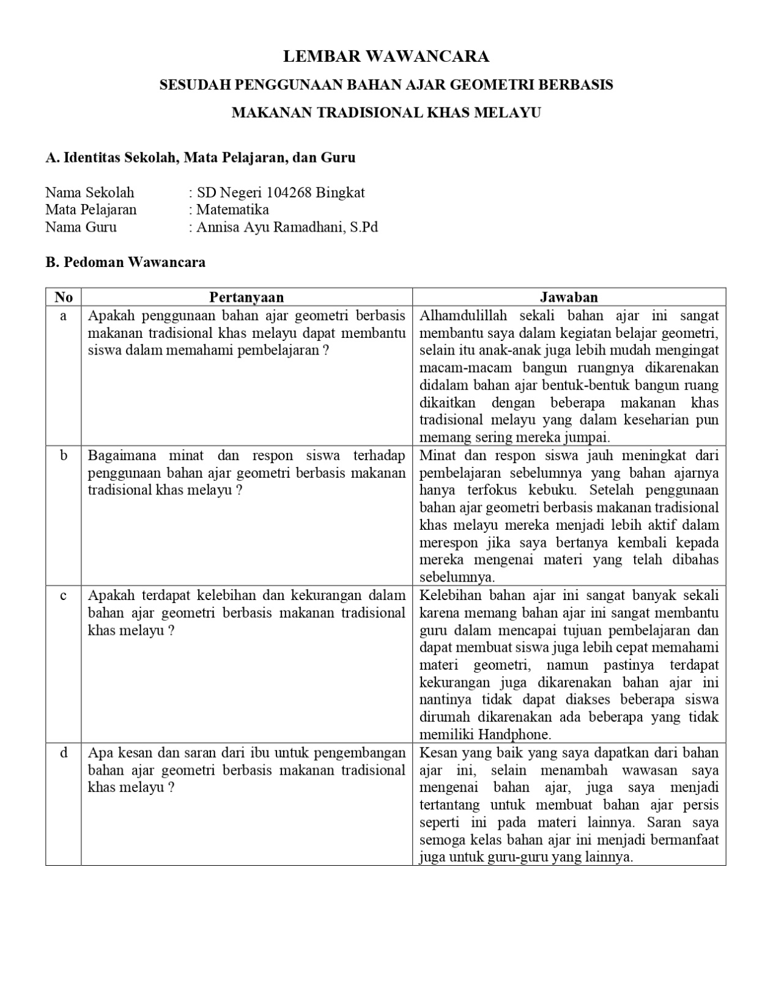 LEMBAR WAWANCARA
SESUDAH PENGGUNAAN BAHAN AJAR GEOMETRI BERBASIS
MAKANAN TRADISIONAL KHAS MELAYU
A. Identitas Sekolah, Mata Pelajaran, dan Guru
Nama Sekolah : SD Negeri 104268 Bingkat
Mata Pelajaran : Matematika
Nama Guru : Annisa Ayu Ramadhani, S.Pd
B. Pedoman Wawancara
No Pertanyaan Jawaban
a
Apakah penggunaan bahan ajar geometri berbasis
makanan tradisional khas melayu dapat membantu
siswa dalam memahami pembelajaran ?
Alhamdulillah sekali bahan ajar ini sangat
membantu saya dalam kegiatan belajar geometri,
selain itu anak-anak juga lebih mudah mengingat
macam-macam bangun ruangnya dikarenakan
didalam bahan ajar bentuk-bentuk bangun ruang
dikaitkan dengan beberapa makanan khas
tradisional melayu yang dalam keseharian pun
memang sering mereka jumpai.
b
Bagaimana minat dan respon siswa terhadap
penggunaan bahan ajar geometri berbasis makanan
tradisional khas melayu ?
Minat dan respon siswa jauh meningkat dari
pembelajaran sebelumnya yang bahan ajarnya
hanya terfokus kebuku. Setelah penggunaan
bahan ajar geometri berbasis makanan tradisional
khas melayu mereka menjadi lebih aktif dalam
merespon jika saya bertanya kembali kepada
mereka mengenai materi yang telah dibahas
sebelumnya.
c
Apakah terdapat kelebihan dan kekurangan dalam
bahan ajar geometri berbasis makanan tradisional
khas melayu ?
Kelebihan bahan ajar ini sangat banyak sekali
karena memang bahan ajar ini sangat membantu
guru dalam mencapai tujuan pembelajaran dan
dapat membuat siswa juga lebih cepat memahami
materi geometri, namun pastinya terdapat
kekurangan juga dikarenakan bahan ajar ini
nantinya tidak dapat diakses beberapa siswa
dirumah dikarenakan ada beberapa yang tidak
memiliki Handphone.
d
Apa kesan dan saran dari ibu untuk pengembangan
bahan ajar geometri berbasis makanan tradisional
khas melayu ?
Kesan yang baik yang saya dapatkan dari bahan
ajar ini, selain menambah wawasan saya
mengenai bahan ajar, juga saya menjadi
tertantang untuk membuat bahan ajar persis
seperti ini pada materi lainnya. Saran saya
semoga kelas bahan ajar ini menjadi bermanfaat
juga untuk guru-guru yang lainnya.